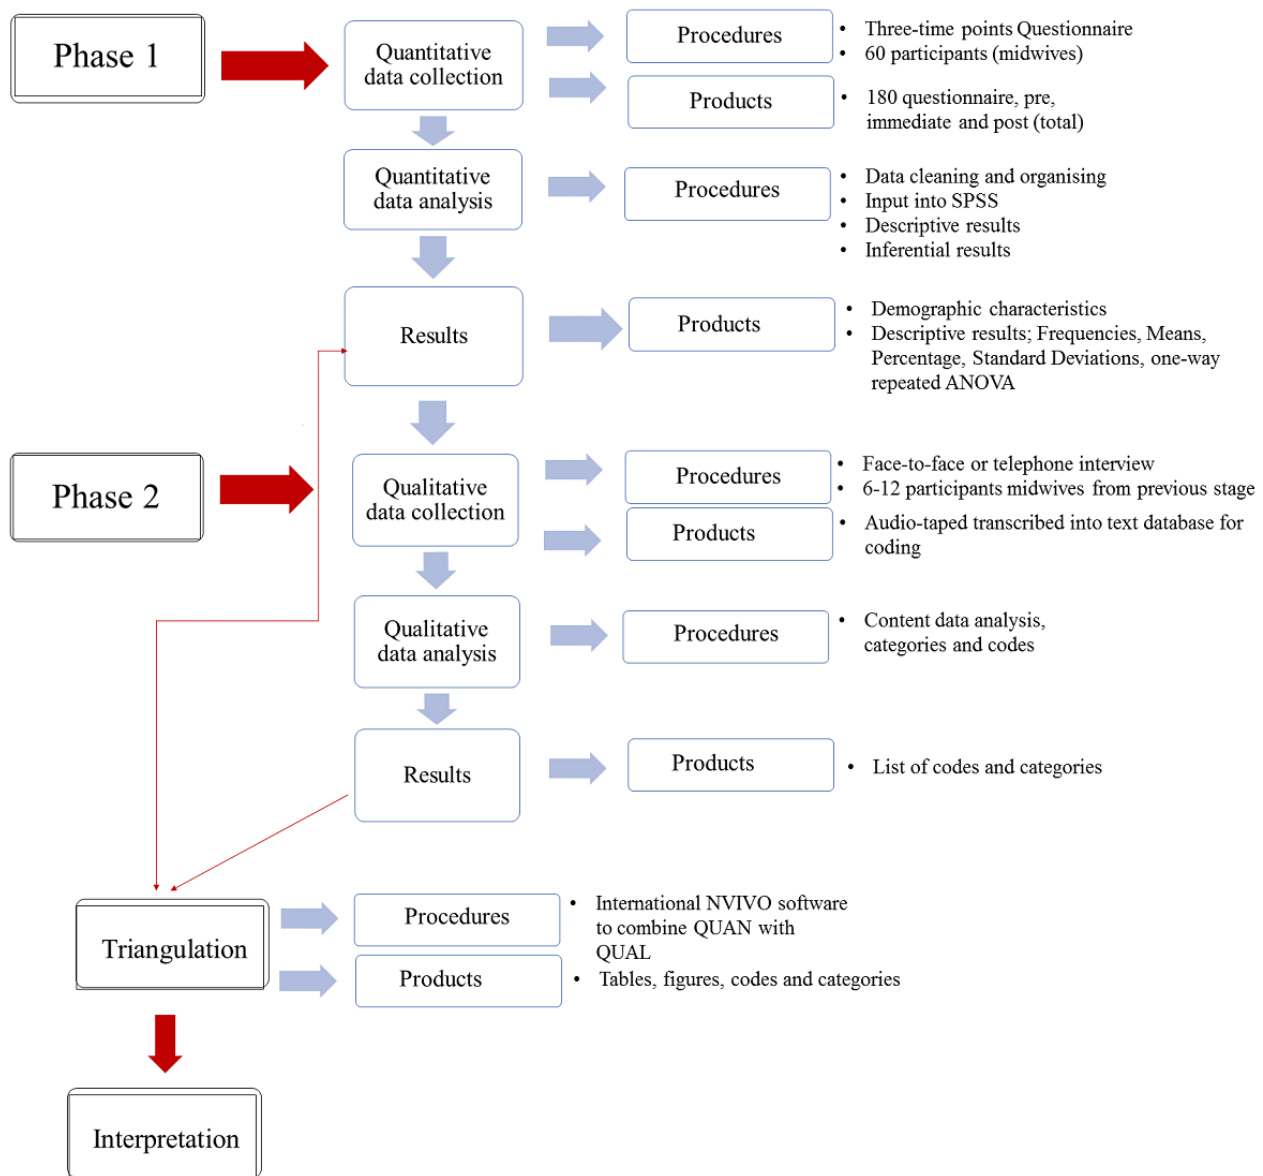 Phase 1
Quantitative
data collection
Procedures
• Three-time points Questionnaire
• 60 participants (midwives)
Products
• 180 questionnaire, pre,
immediate and post (total)
Quantitative
data analysis
Procedures
• Data cleaning and organising
• Input into SPSS
• Descriptive results
• Inferential results
Results
Products
• Demographic characteristics
• Descriptive results; Frequencies, Means,
Percentage, Standard Deviations, one-way
repeated ANOVA
Phase 2
Qualitative
data collection
Procedures
• Face-to-face or telephone interview
• 6-12 participants midwives from previous stage
Products
• Audio-taped transcribed into text database for
coding
Qualitative
data analysis
Procedures
• Content data analysis,
categories and codes
Results
Products
• List of codes and categories
Triangulation
Procedures
• International NVIVO software
to combine QUAN with
QUAL
Products
• Tables, figures, codes and categories
Interpretation